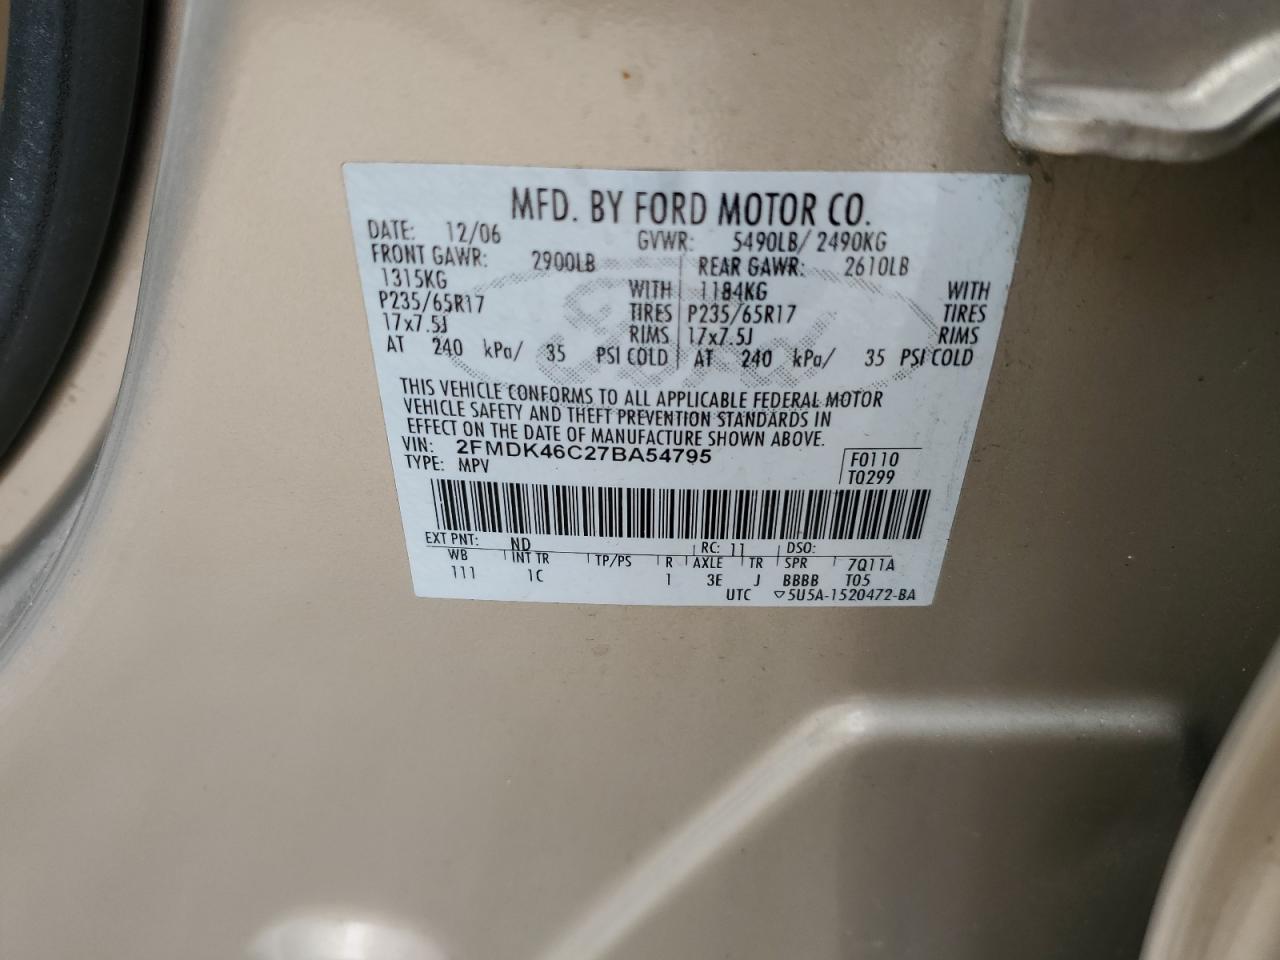 MFD. BY FORD MOTOR CO.
DATE: 12/06 GVWR: 5490LB/ 2490KG
FRONT GAWR: 2900LB REAR GAWR: 2610LB
1315KG WITH 1184KG WITH
P235/65R17 TIRES P235/65R17 TIRES
17x7.5J RIMS 17x7.5J RIMS
AT 240 kPa/ 35 PSI COLD AT 240 kPa/ 35 PSI COLD
THIS VEHICLE CONFORMS TO ALL APPLICABLE FEDERAL MOTOR
VEHICLE SAFETY AND THEFT PREVENTION STANDARDS IN
EFFECT ON THE DATE OF MANUFACTURE SHOWN ABOVE.
VIN: 2FMDK46C27BA54795 F0110
TYPE: MPV T0299
EXT PNT: ND RC: 11 DSO:
WB INT TR TP/PS R AXLE TR SPR 7Q11A
111 1C 1 3E J BBBB T05
UTC ▽5U5A-1520472-BA